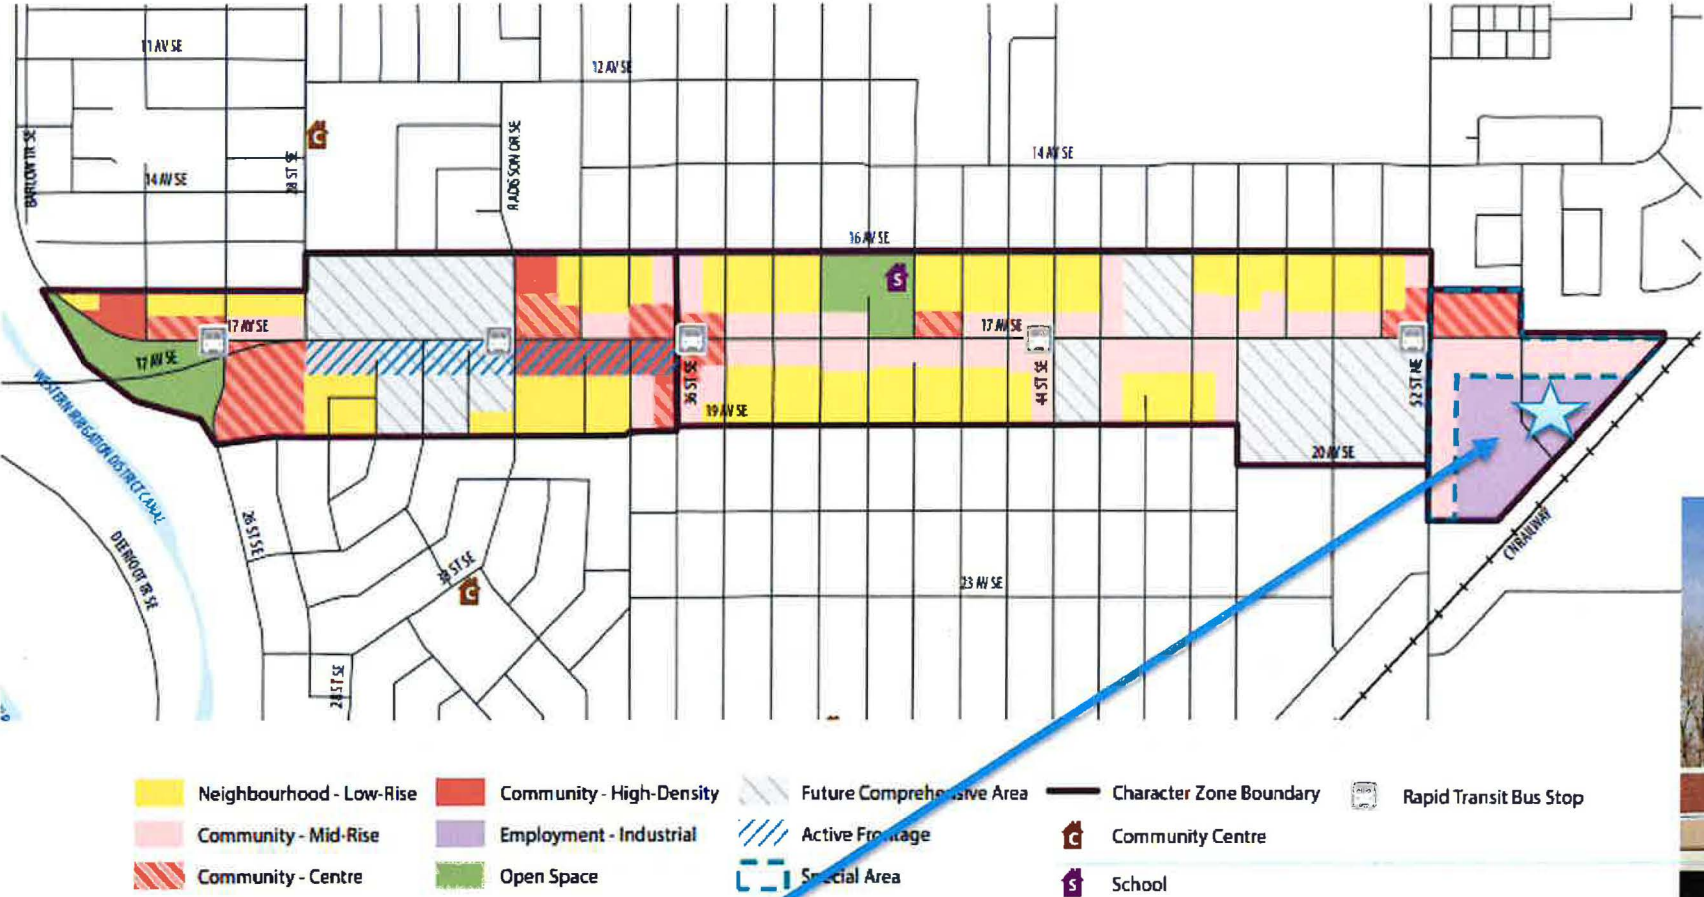 11 AV SE
12 AV SE
BARLOW TR SE
28 ST SE
RADISSON DR SE
14 AV SE
14 AV SE
16 AV SE
S
17 AV SE
17 AV SE
17 AV SE
36 ST SE
44 ST SE
52 ST NE
19 AV SE
20 AV SE
WESTERN IRRIGATION DISTRICT CANAL
DEERFOOT TR SE
26 ST SE
CN RAILWAY
23 AV SE
C
C
28 ST SE
Neighbourhood - Low-Rise
Community - High-Density
Future Comprehensive Area
Character Zone Boundary
Rapid Transit Bus Stop
Community - Mid-Rise
Employment - Industrial
Active Frontage
C Community Centre
Community - Centre
Open Space
Special Area
S School